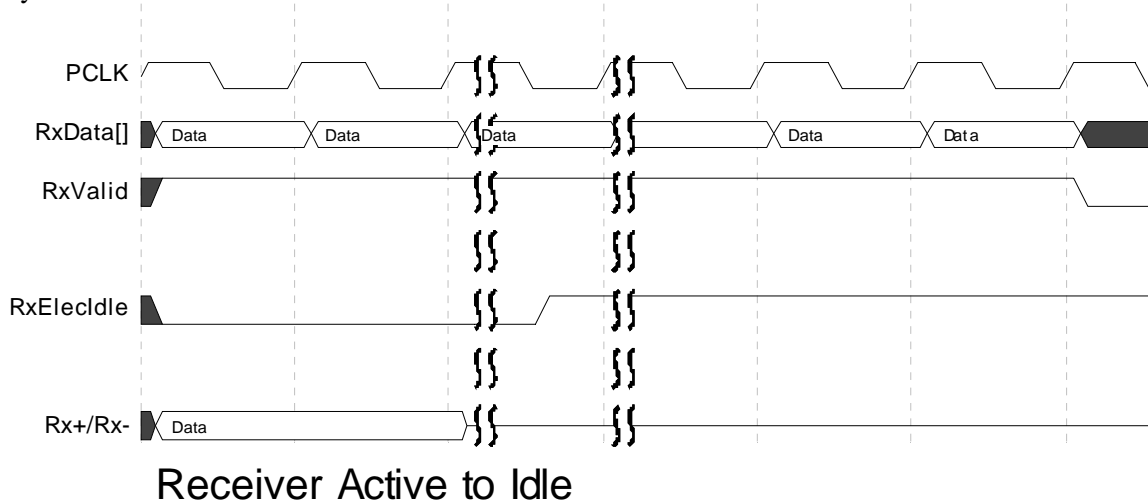 PCLK
RxData[] Data Data Data Data Data
RxValid
RxElecIdle
Rx+/Rx- Data
Receiver Active to Idle